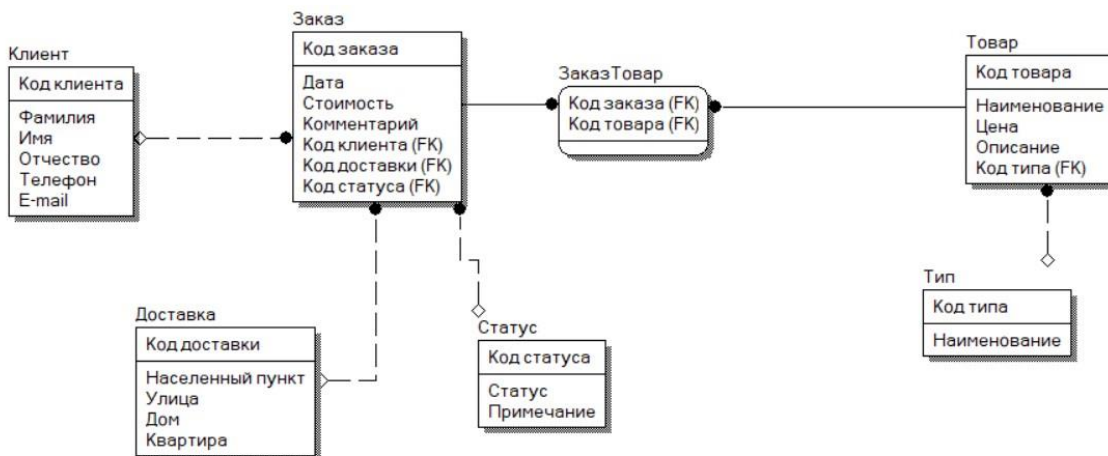 Клиент
Код клиента
Фамилия
Имя
Отчество
Телефон
E-mail
Заказ
Код заказа
Дата
Стоимость
Комментарий
Код клиента (FK)
Код доставки (FK)
Код статуса (FK)
ЗаказТовар
Код заказа (FK)
Код товара (FK)
Товар
Код товара
Наименование
Цена
Описание
Код типа (FK)
Доставка
Код доставки
Населенный пункт
Улица
Дом
Квартира
Статус
Код статуса
Статус
Примечание
Тип
Код типа
Наименование